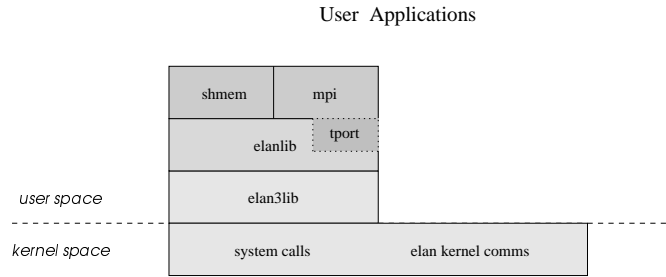 User Applications
shmem mpi
tport
elanlib
user space elan3lib
kernel space system calls elan kernel comms